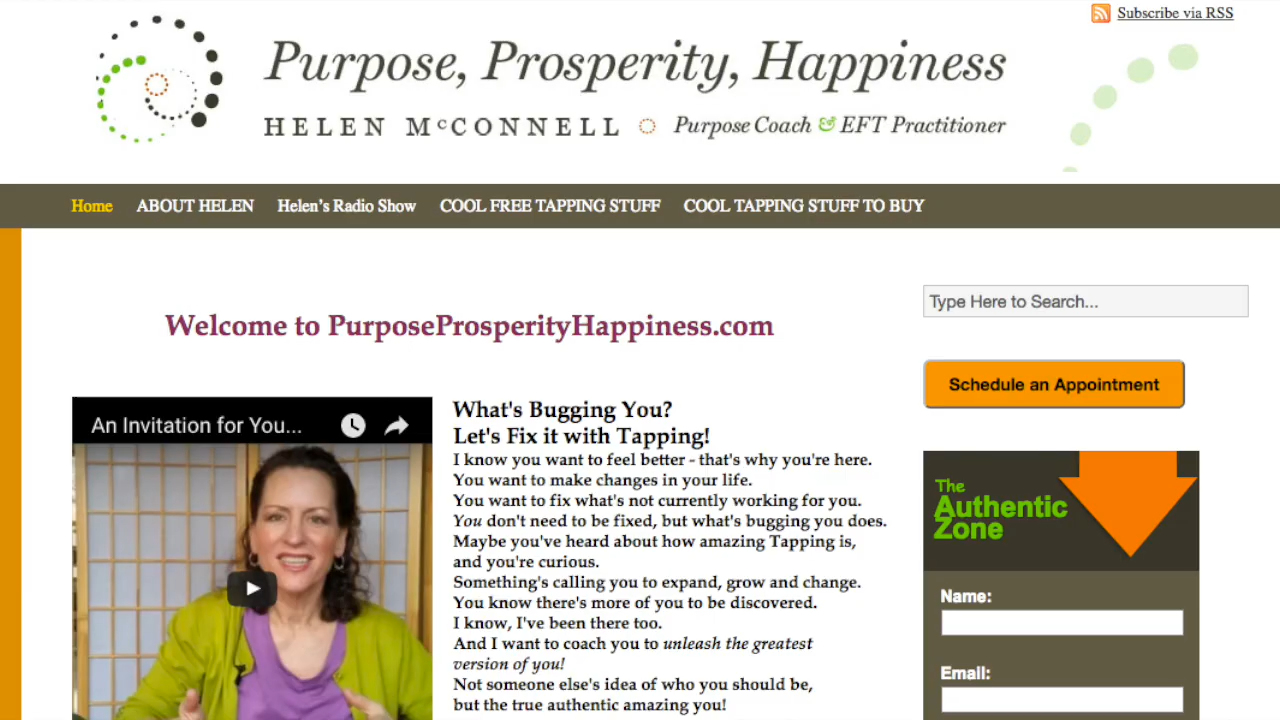 Subscribe via RSS
Purpose, Prosperity, Happiness
HELEN McCONNELL Purpose Coach & EFT Practitioner
Home ABOUT HELEN Helen's Radio Show COOL FREE TAPPING STUFF COOL TAPPING STUFF TO BUY
Type Here to Search...
Welcome to PurposeProsperityHappiness.com
Schedule an Appointment
An Invitation for You...
What's Bugging You?
Let's Fix it with Tapping!
I know you want to feel better - that's why you're here.
You want to make changes in your life.
You want to fix what's not currently working for you.
You don't need to be fixed, but what's bugging you does.
Maybe you've heard about how amazing Tapping is,
and you're curious.
Something's calling you to expand, grow and change.
You know there's more of you to be discovered.
I know, I've been there too.
And I want to coach you to unleash the greatest
version of you!
Not someone else's idea of who you should be,
but the true authentic amazing you!
The
Authentic
Zone
Name:
Email: